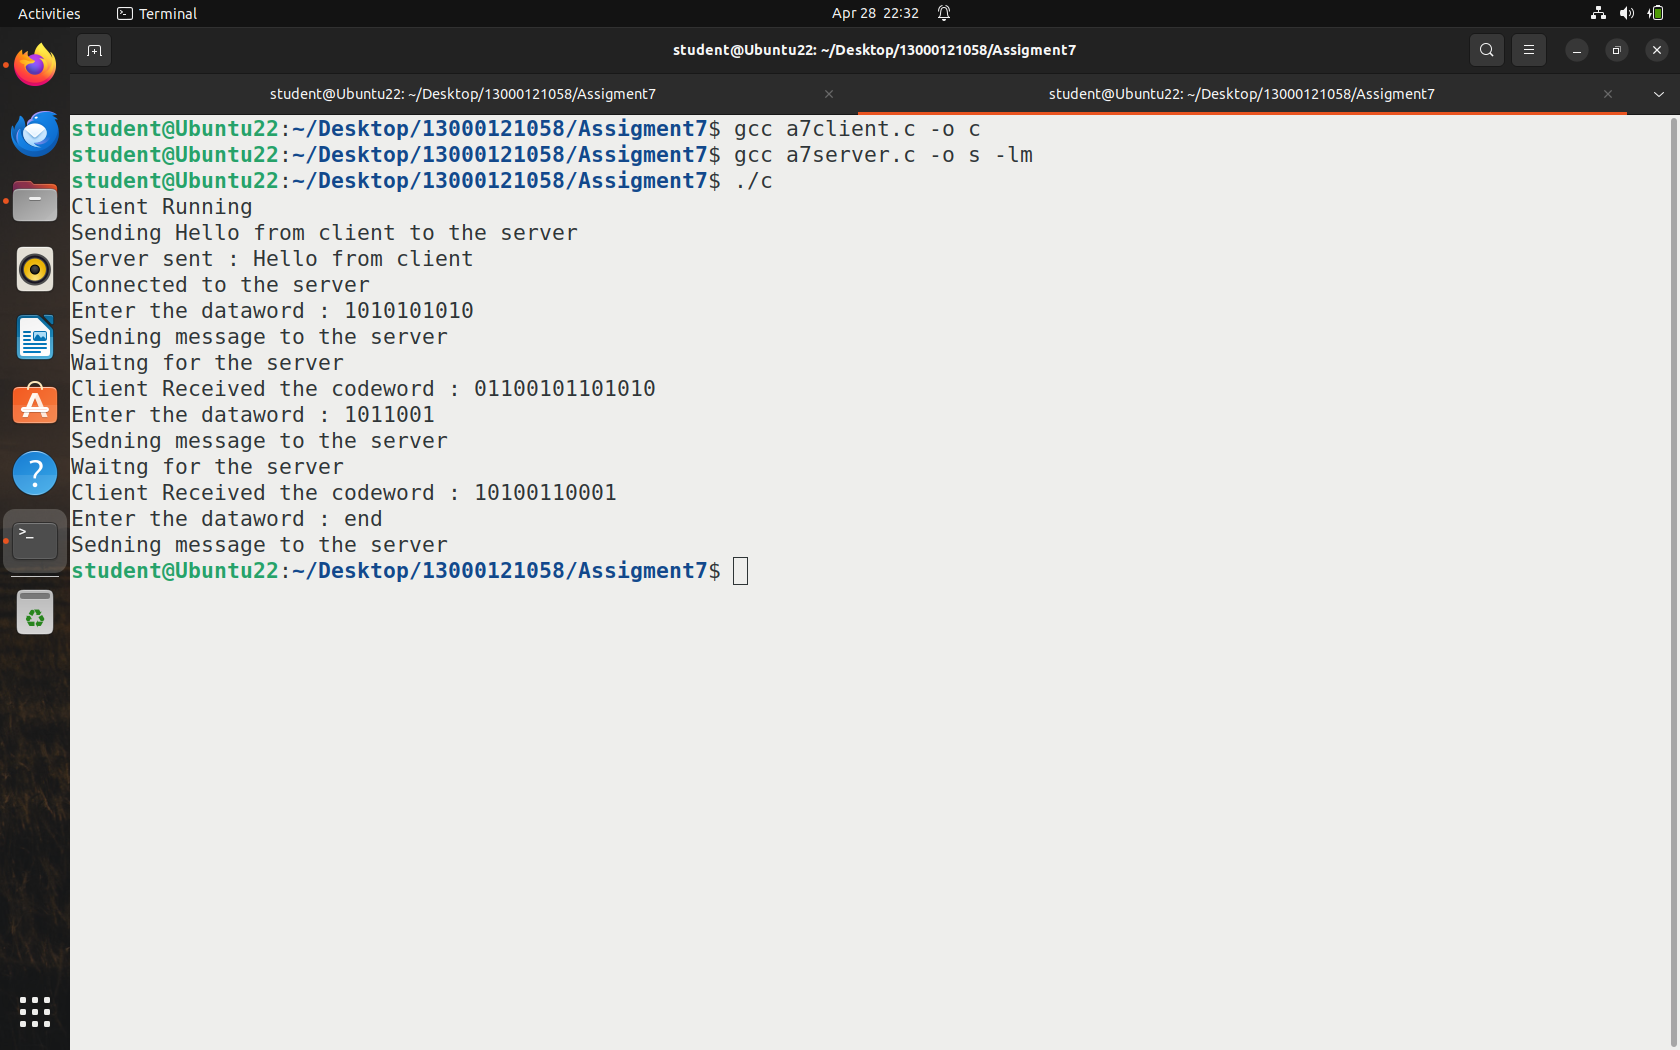 Activities Terminal Apr 28 22:32
student@Ubuntu22: ~/Desktop/13000121058/Assigment7
student@Ubuntu22: ~/Desktop/13000121058/Assigment7 student@Ubuntu22: ~/Desktop/13000121058/Assigment7
student@Ubuntu22:~/Desktop/13000121058/Assigment7$ gcc a7client.c -o c
student@Ubuntu22:~/Desktop/13000121058/Assigment7$ gcc a7server.c -o s -lm
student@Ubuntu22:~/Desktop/13000121058/Assigment7$ ./c
Client Running
Sending Hello from client to the server
Server sent : Hello from client
Connected to the server
Enter the dataword : 1010101010
Sedning message to the server
Waitng for the server
Client Received the codeword : 01100101101010
Enter the dataword : 1011001
Sedning message to the server
Waitng for the server
Client Received the codeword : 10100110001
Enter the dataword : end
Sedning message to the server
student@Ubuntu22:~/Desktop/13000121058/Assigment7$